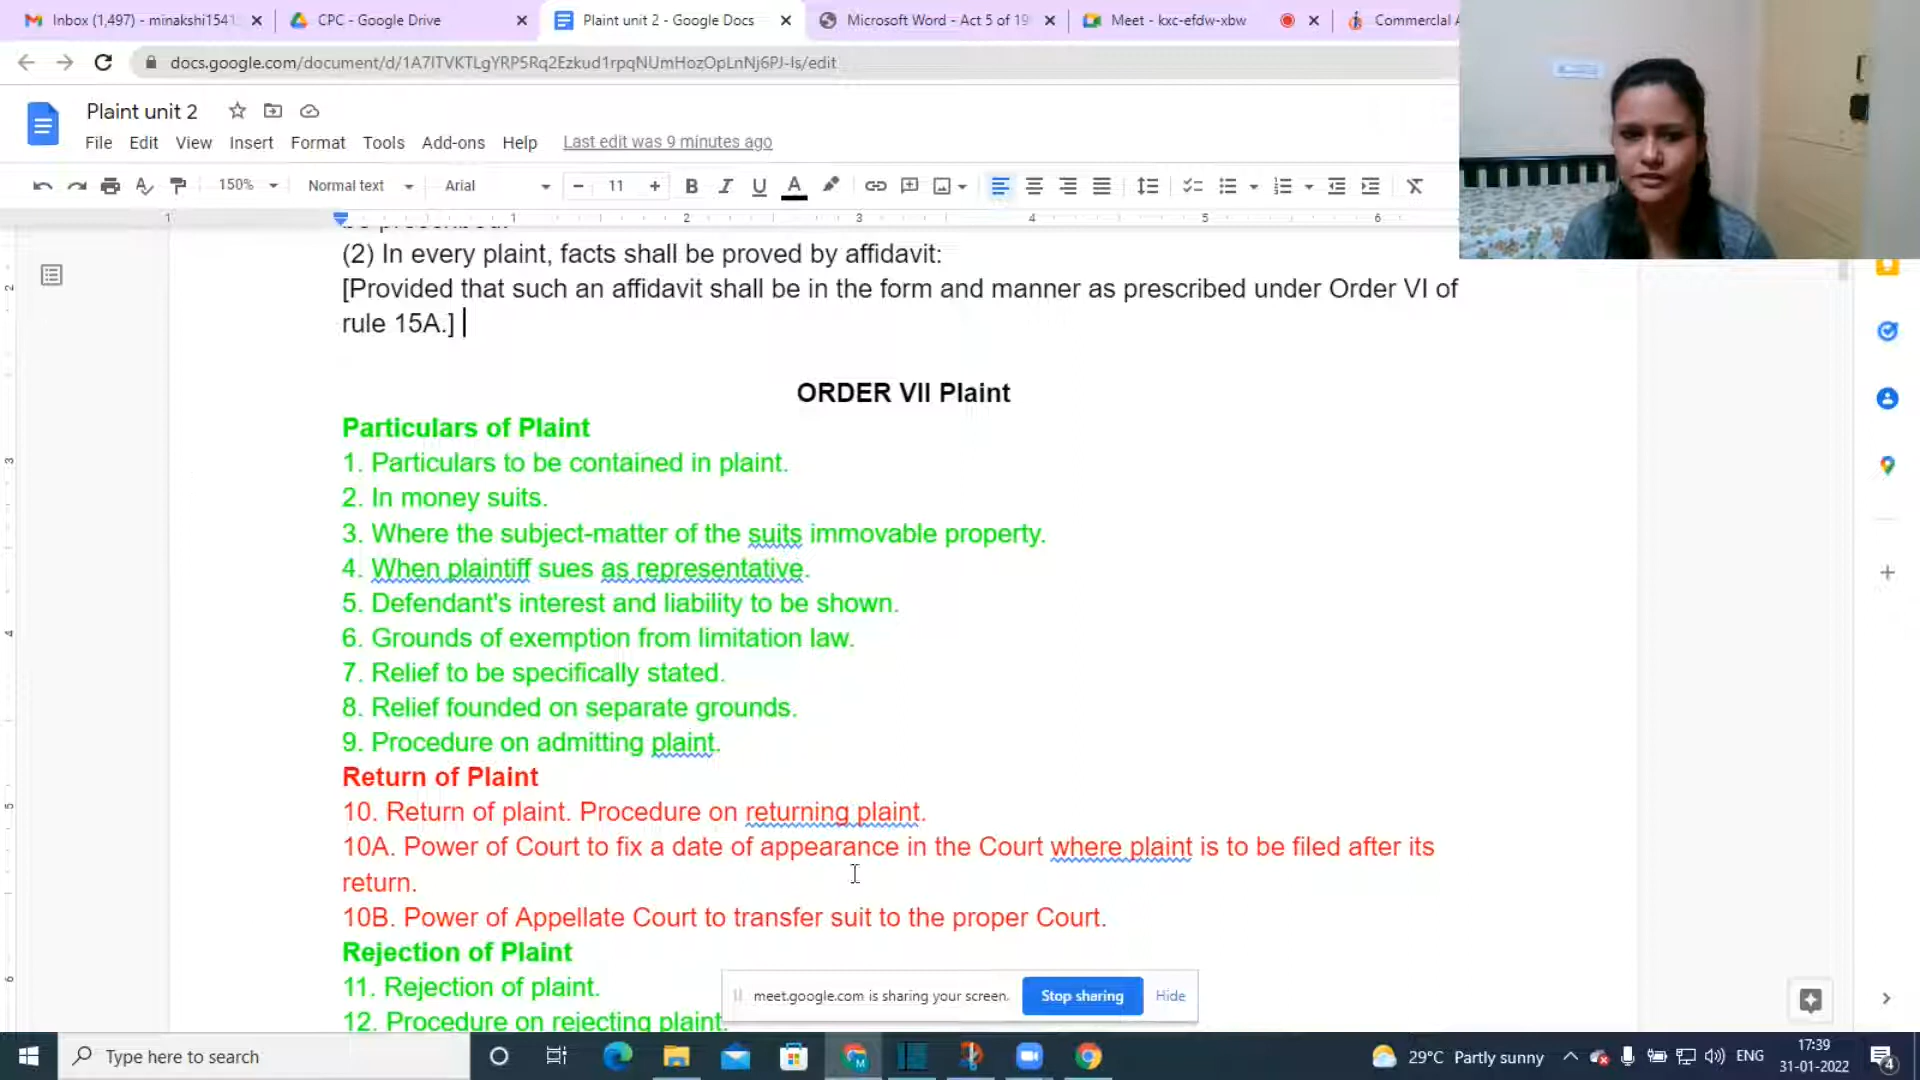 Inbox (1,497) - minakshi1541
CPC - Google Drive
Plaint unit 2 - Google Docs
Microsoft Word - Act 5 of 19
Meet - kxc-efdw-xbw
Commercial A
docs.google.com/document/d/1A7ITVKTLgYRP5Rq2Ezkud1rpqNUmHozOpLnNj6PJ-Is/edit
Plaint unit 2
File Edit View Insert Format Tools Add-ons Help Last edit was 9 minutes ago
150% Normal text Arial 11
1 1 2 3 4 5 6
be prescribed.
(2) In every plaint, facts shall be proved by affidavit:
[Provided that such an affidavit shall be in the form and manner as prescribed under Order VI of
rule 15A.]
ORDER VII Plaint
Particulars of Plaint
1. Particulars to be contained in plaint.
2. In money suits.
3. Where the subject-matter of the suits immovable property.
4. When plaintiff sues as representative.
5. Defendant's interest and liability to be shown.
6. Grounds of exemption from limitation law.
7. Relief to be specifically stated.
8. Relief founded on separate grounds.
9. Procedure on admitting plaint.
Return of Plaint
10. Return of plaint. Procedure on returning plaint.
10A. Power of Court to fix a date of appearance in the Court where plaint is to be filed after its
return.
10B. Power of Appellate Court to transfer suit to the proper Court.
Rejection of Plaint
11. Rejection of plaint.
12. Procedure on rejecting plaint.
meet.google.com is sharing your screen. Stop sharing Hide
Type here to search
29°C Partly sunny
ENG
17:39
31-01-2022
4